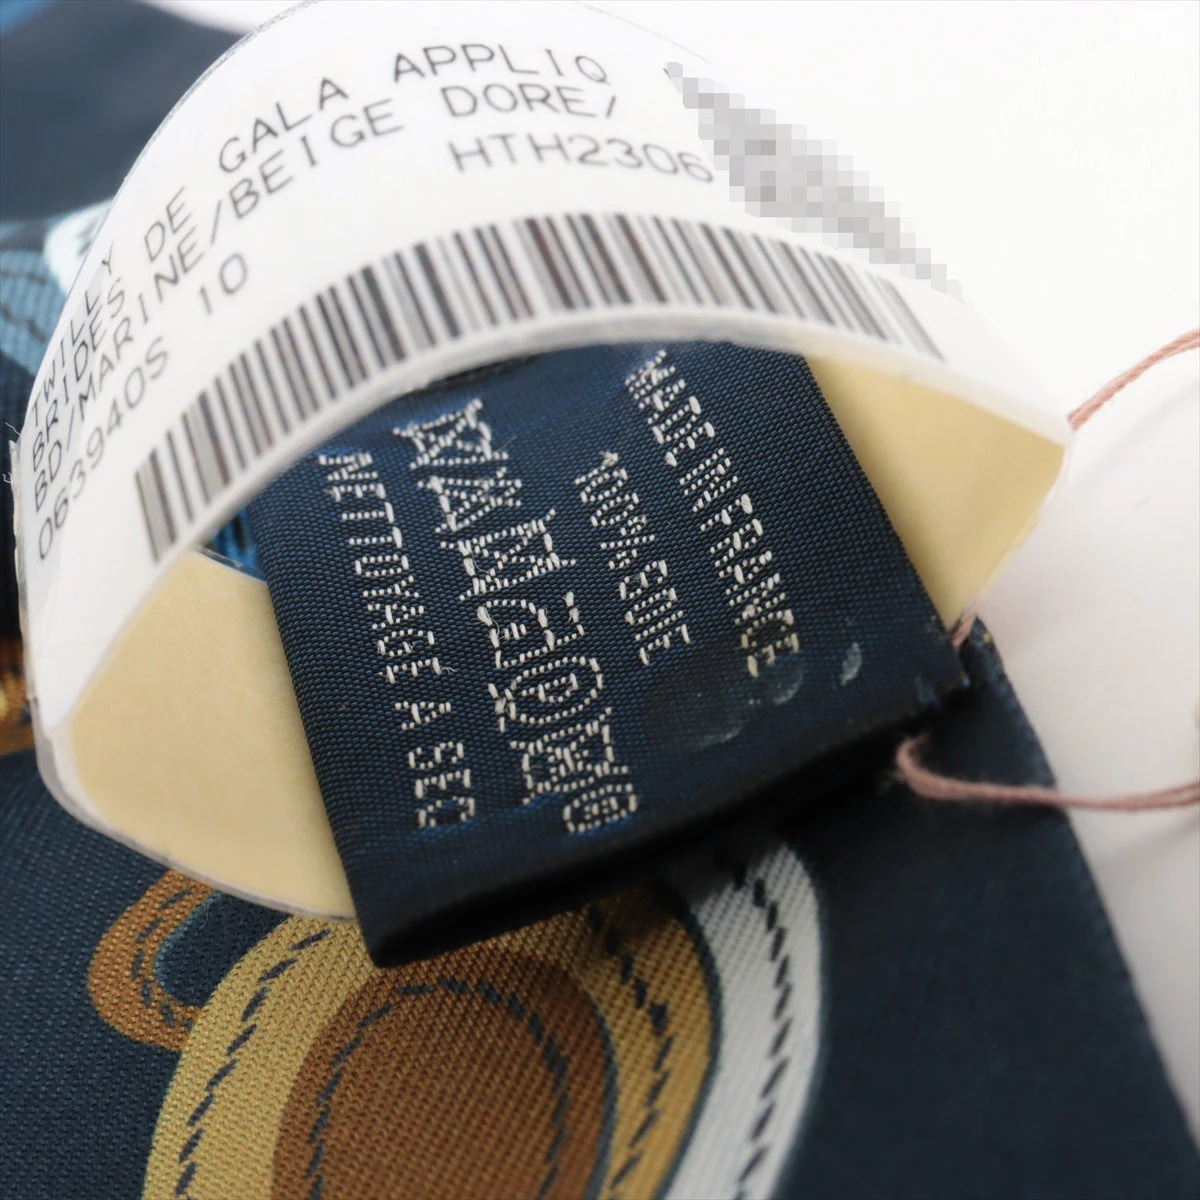 TWILLY DE GALA APPLIQ
BRIDES
BD/MARINE/BEIGE DORE/
063940S 10
HTH2306
MADE IN FRANCE
100% SOIE
NETTOYAGE A SEC